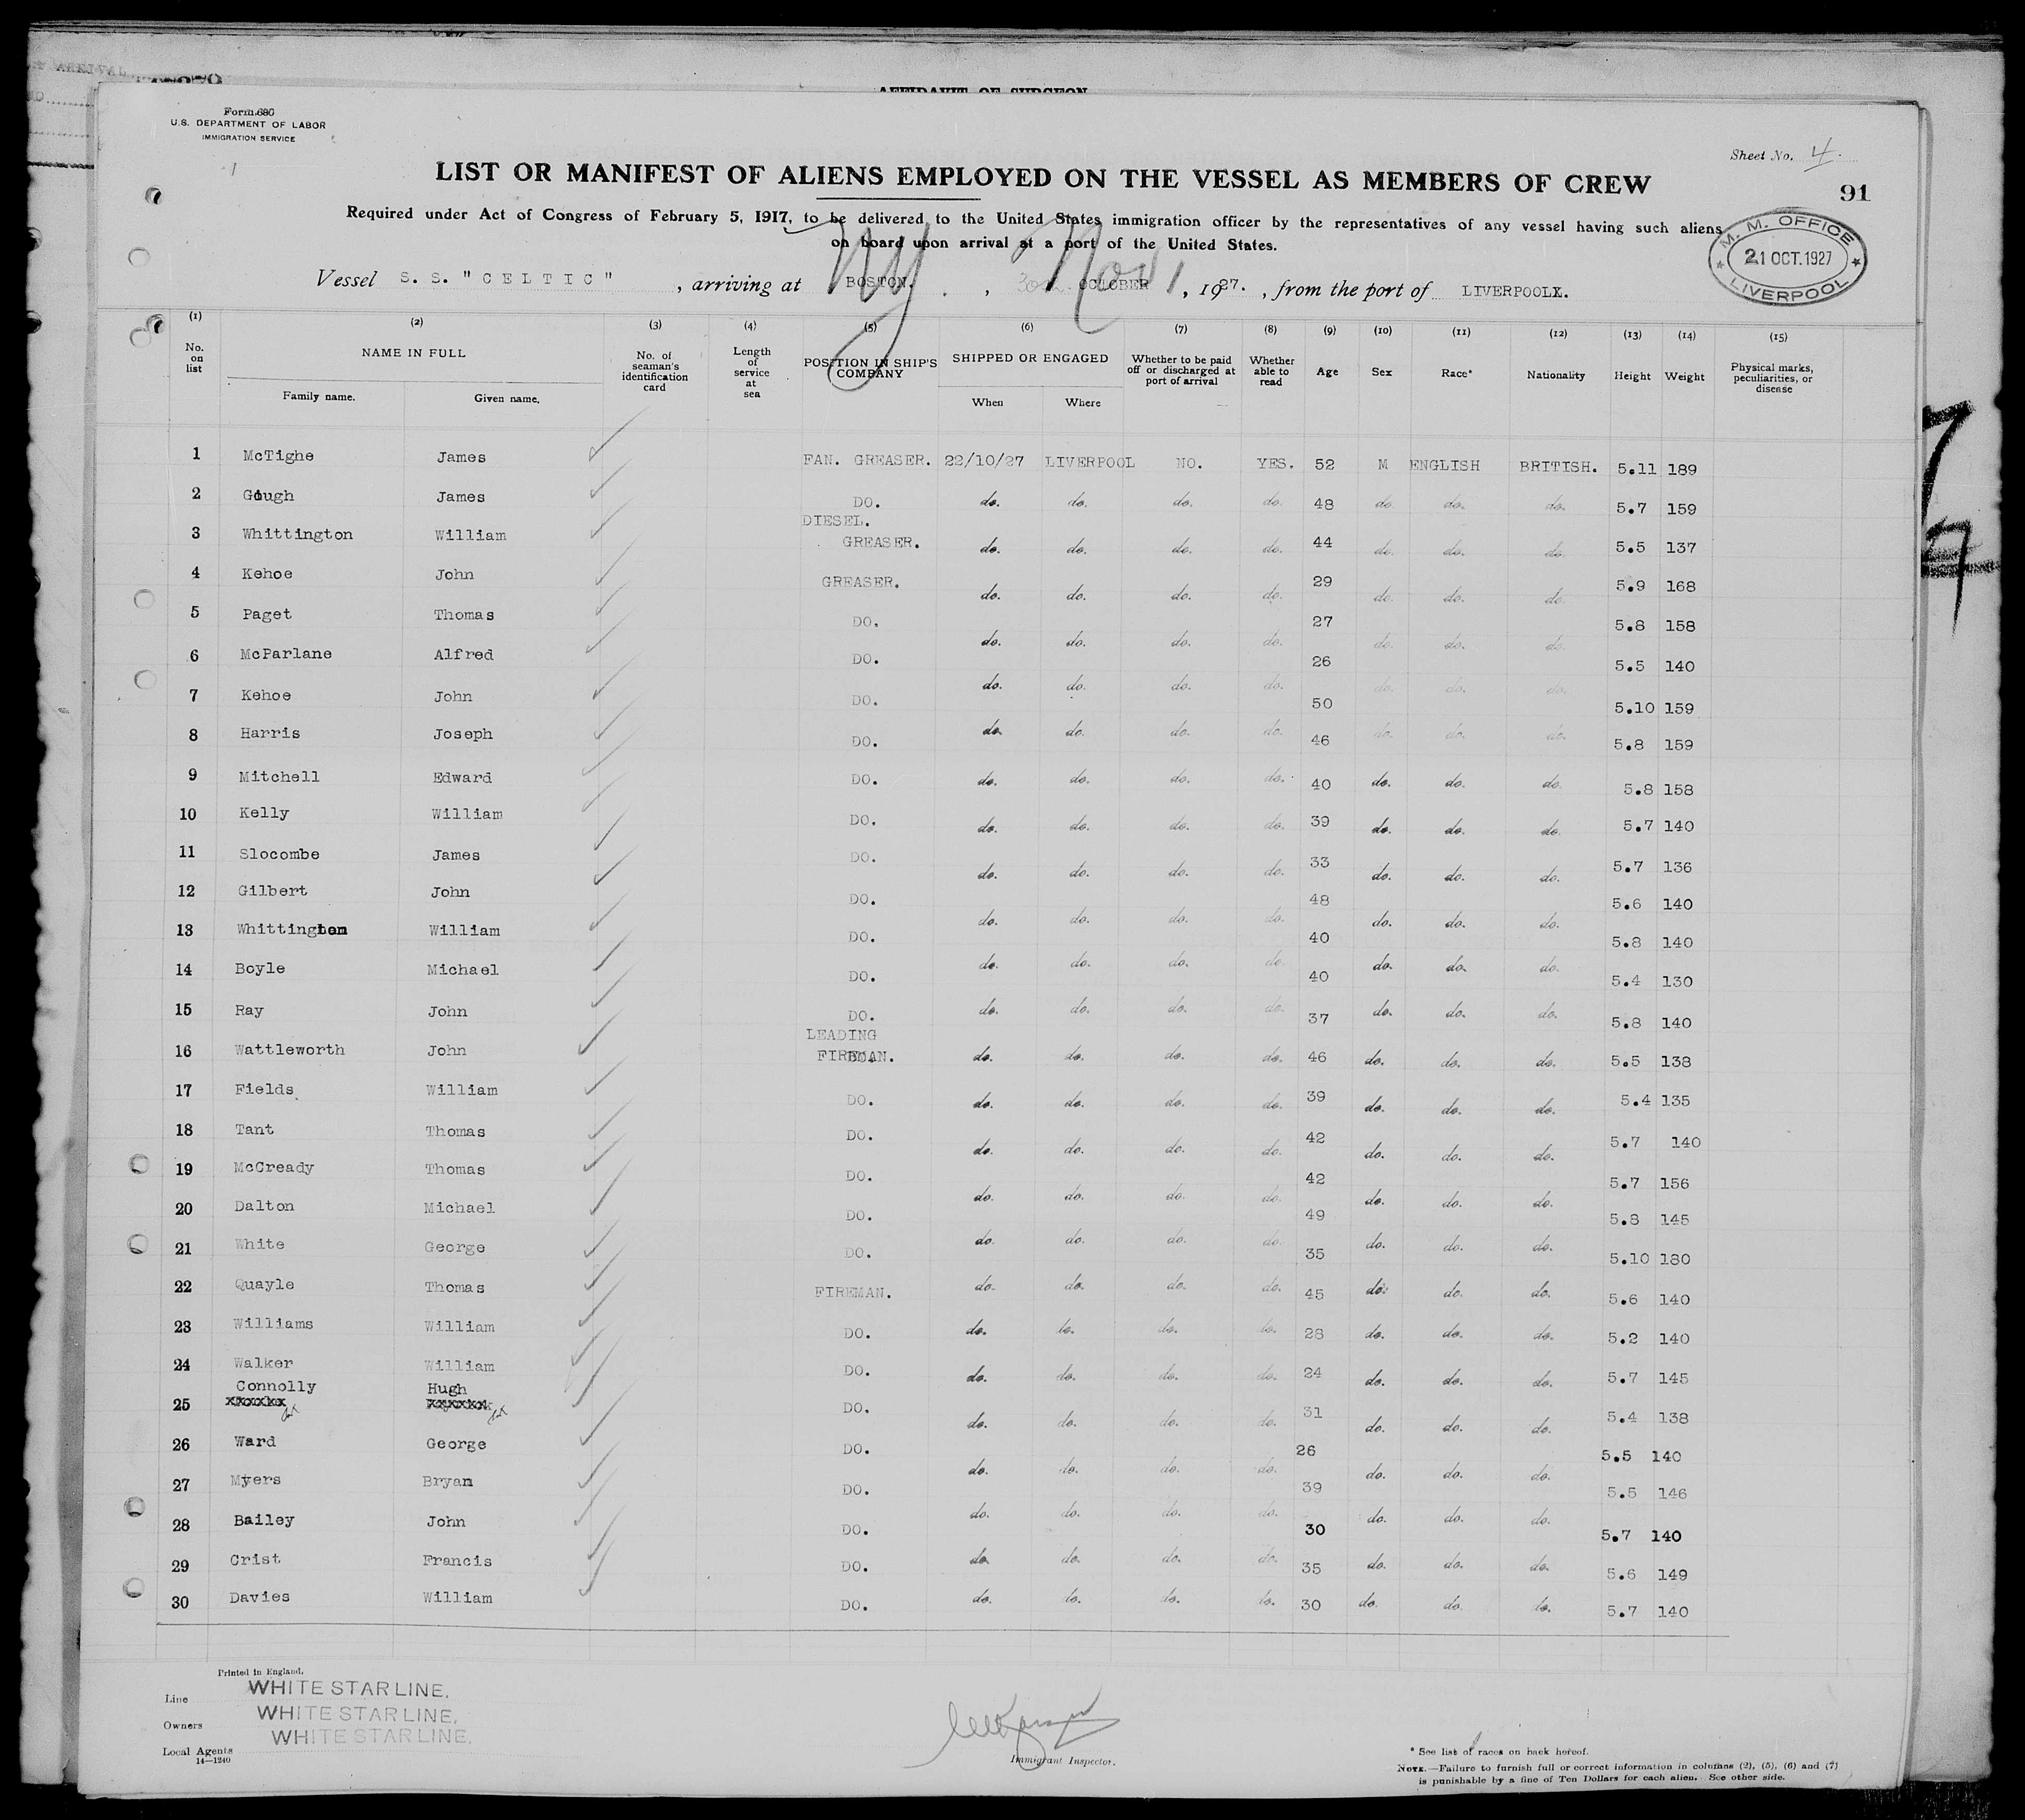 AFFIDAVIT OF SURGEON
Form 680
U.S. DEPARTMENT OF LABOR
IMMIGRATION SERVICE
Sheet No. 4.
LIST OR MANIFEST OF ALIENS EMPLOYED ON THE VESSEL AS MEMBERS OF CREW
91
Required under Act of Congress of February 5, 1917, to be delivered to the United States immigration officer by the representatives of any vessel having such aliens
on board upon arrival at a port of the United States.
M. M. OFFICE
21 OCT. 1927
LIVERPOOL
NY Nov 1
Vessel S. S. "CELTIC" , arriving at BOSTON. , 30th OCTOBER , 1927. , from the port of LIVERPOOL.
(1) (2) (3) (4) (5) (6) (7) (8) (9) (10) (11) (12) (13) (14) (15)
No. on list NAME IN FULL Family name. Given name. No. of seaman's identification card Length of service at sea POSITION IN SHIP'S COMPANY SHIPPED OR ENGAGED When Where Whether to be paid off or discharged at port of arrival Whether able to read Age Sex Race* Nationality Height Weight Physical marks, peculiarities, or disease
1 McTighe James FAN. GREASER. 22/10/27 LIVERPOOL NO. YES. 52 M ENGLISH BRITISH. 5.11 189
2 Gough James DO. do. do. do. do. 48 do. do. do. 5.7 159
3 Whittington William DIESEL. GREASER. do. do. do. do. 44 do. do. do. 5.5 137
4 Kehoe John GREASER. do. do. do. do. 29 do. do. do. 5.9 168
5 Paget Thomas DO. do. do. do. do. 27 do. do. do. 5.8 158
6 McParlane Alfred DO. do. do. do. do. 26 do. do. do. 5.5 140
7 Kehoe John DO. do. do. do. do. 50 do. do. do. 5.10 159
8 Harris Joseph DO. do. do. do. do. 46 do. do. do. 5.8 159
9 Mitchell Edward DO. do. do. do. do. 40 do. do. do. 5.8 158
10 Kelly William DO. do. do. do. do. 39 do. do. do. 5.7 140
11 Slocombe James DO. do. do. do. do. 33 do. do. do. 5.7 136
12 Gilbert John DO. do. do. do. do. 48 do. do. do. 5.6 140
13 Whittingham William DO. do. do. do. do. 40 do. do. do. 5.8 140
14 Boyle Michael DO. do. do. do. do. 40 do. do. do. 5.4 130
15 Ray John DO. do. do. do. do. 37 do. do. do. 5.8 140
16 Wattleworth John LEADING FIREMAN. do. do. do. do. 46 do. do. do. 5.5 138
17 Fields William DO. do. do. do. do. 39 do. do. do. 5.4 135
18 Tant Thomas DO. do. do. do. do. 42 do. do. do. 5.7 140
19 McCready Thomas DO. do. do. do. do. 42 do. do. do. 5.7 156
20 Dalton Michael DO. do. do. do. do. 49 do. do. do. 5.8 145
21 White George DO. do. do. do. do. 35 do. do. do. 5.10 180
22 Quayle Thomas FIREMAN. do. do. do. do. 45 do. do. do. 5.6 140
23 Williams William DO. do. do. do. do. 28 do. do. do. 5.2 140
24 Walker William DO. do. do. do. do. 24 do. do. do. 5.7 145
25 Connolly Hugh DO. do. do. do. do. 31 do. do. do. 5.4 138
26 Ward George DO. do. do. do. do. 26 do. do. do. 5.5 140
27 Myers Bryan DO. do. do. do. do. 39 do. do. do. 5.5 146
28 Bailey John DO. do. do. do. do. 30 do. do. do. 5.7 140
29 Crist Francis DO. do. do. do. do. 35 do. do. do. 5.6 149
30 Davies William DO. do. do. do. do. 30 do. do. do. 5.7 140
Printed in England.
Line WHITE STAR LINE.
Owners WHITE STAR LINE.
Local Agents WHITE STAR LINE.
14—1240
Immigrant Inspector.
* See list of races on back hereof.
NOTE.—Failure to furnish full or correct information in columns (2), (5), (6) and (7)
is punishable by a fine of Ten Dollars for each alien. See other side.